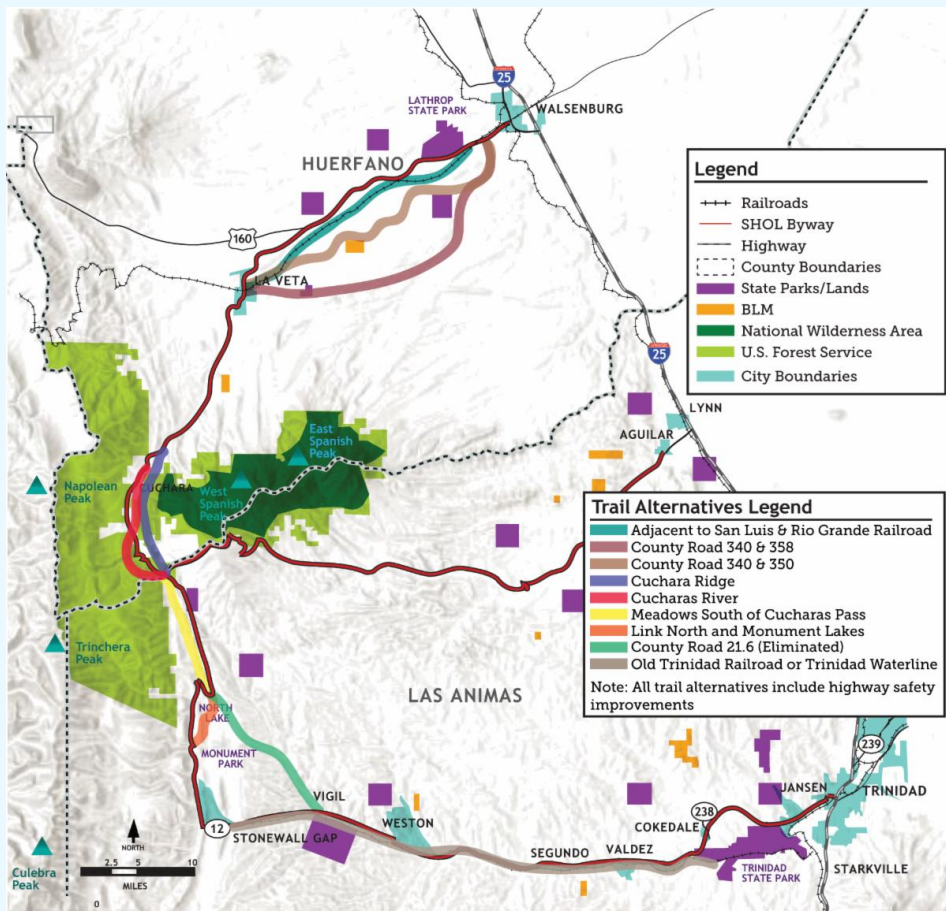 25
WALSENBURG
LATHROP
STATE PARK
HUERFANO
160
LA VETA
Legend
Railroads
SHOL Byway
Highway
County Boundaries
State Parks/Lands
BLM
National Wilderness Area
U.S. Forest Service
City Boundaries
25
LYNN
AGUILAR
East
Spanish
Peak
CUCHARA
West
Spanish
Peak
Napolean
Peak
Trinchera
Peak
Trail Alternatives Legend
Adjacent to San Luis & Rio Grande Railroad
County Road 340 & 358
County Road 340 & 350
Cuchara Ridge
Cucharas River
Meadows South of Cucharas Pass
Link North and Monument Lakes
County Road 21.6 (Eliminated)
Old Trinidad Railroad or Trinidad Waterline
Note: All trail alternatives include highway safety
improvements
LAS ANIMAS
NORTH
LAKE
MONUMENT
PARK
VIGIL
12
STONEWALL GAP
WESTON
SEGUNDO
VALDEZ
COKEDALE
238
JANSEN
239
TRINIDAD
TRINIDAD
STATE PARK
STARKVILLE
Culebra
Peak
NORTH
2.5 5 10
MILES
0